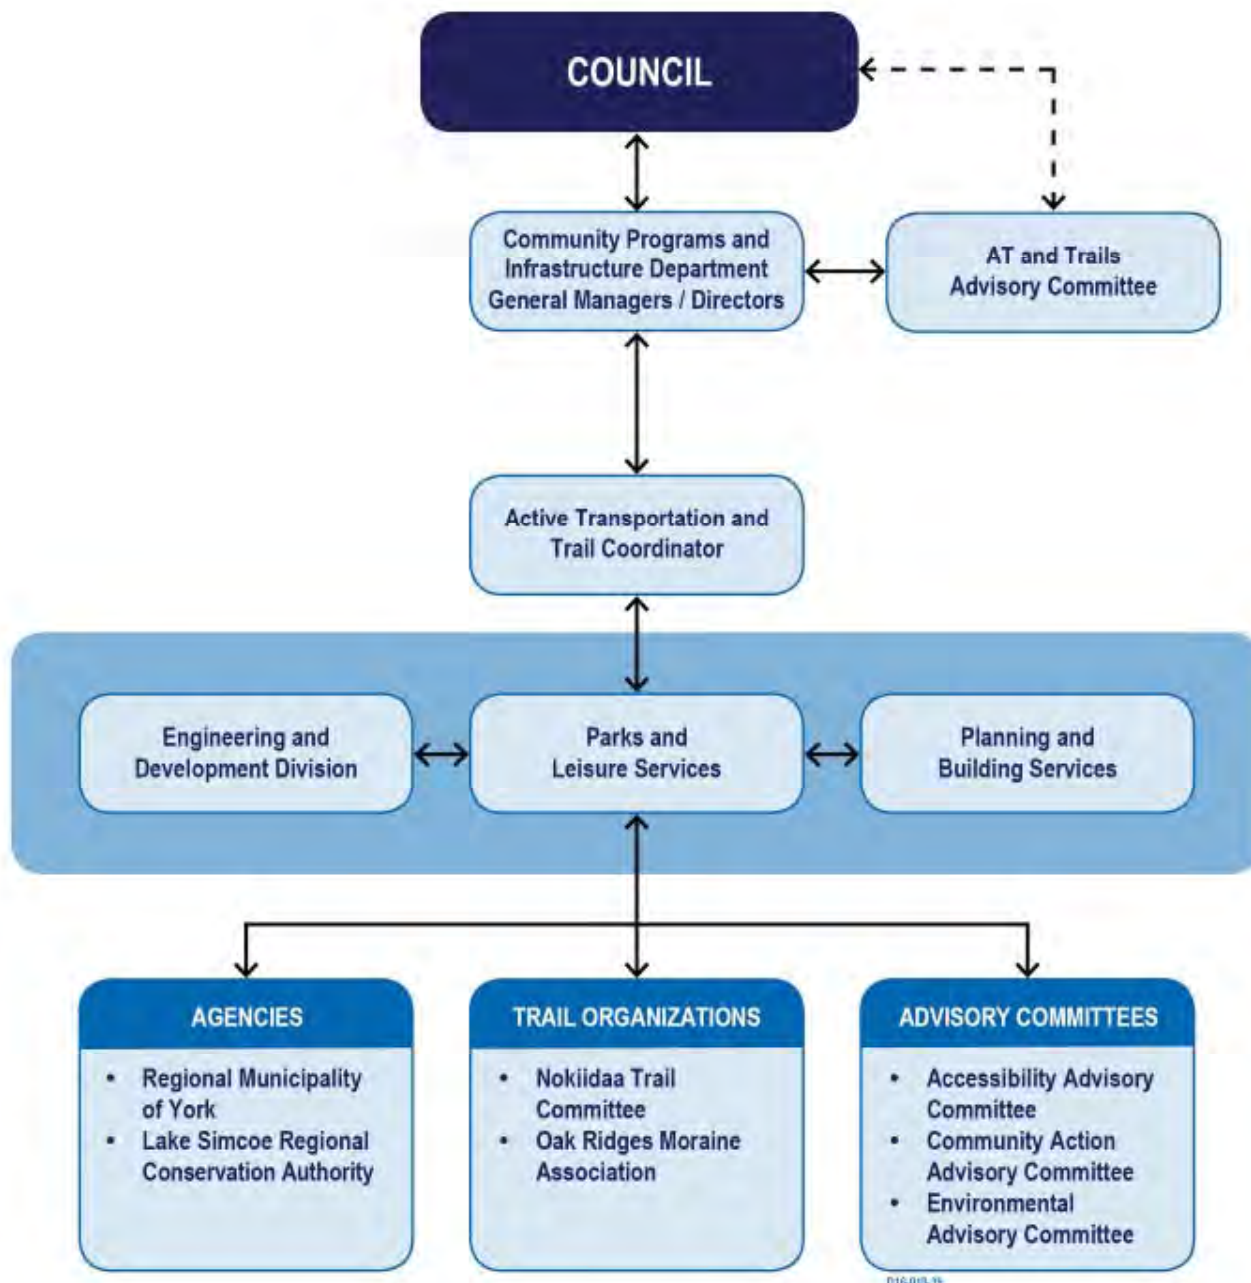 COUNCIL
Community Programs and
Infrastructure Department
General Managers / Directors
AT and Trails
Advisory Committee
Active Transportation and
Trail Coordinator
Engineering and
Development Division
Parks and
Leisure Services
Planning and
Building Services
AGENCIES
• Regional Municipality
of York
• Lake Simcoe Regional
Conservation Authority
TRAIL ORGANIZATIONS
• Nokiidaa Trail
Committee
• Oak Ridges Moraine
Association
ADVISORY COMMITTEES
• Accessibility Advisory
Committee
• Community Action
Advisory Committee
• Environmental
Advisory Committee